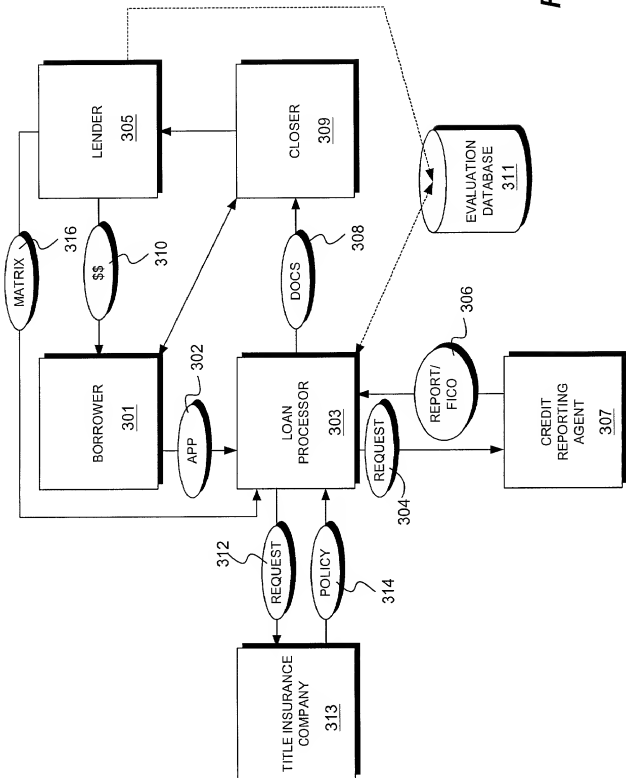 MATRIX
316
BORROWER
301
$$
310
LENDER
305
APP
302
312
REQUEST
POLICY
314
TITLE INSURANCE
COMPANY
313
LOAN
PROCESSOR
303
DOCS
308
CLOSER
309
REQUEST
304
REPORT/
FICO
306
CREDIT
REPORTING
AGENT
307
EVALUATION
DATABASE
311